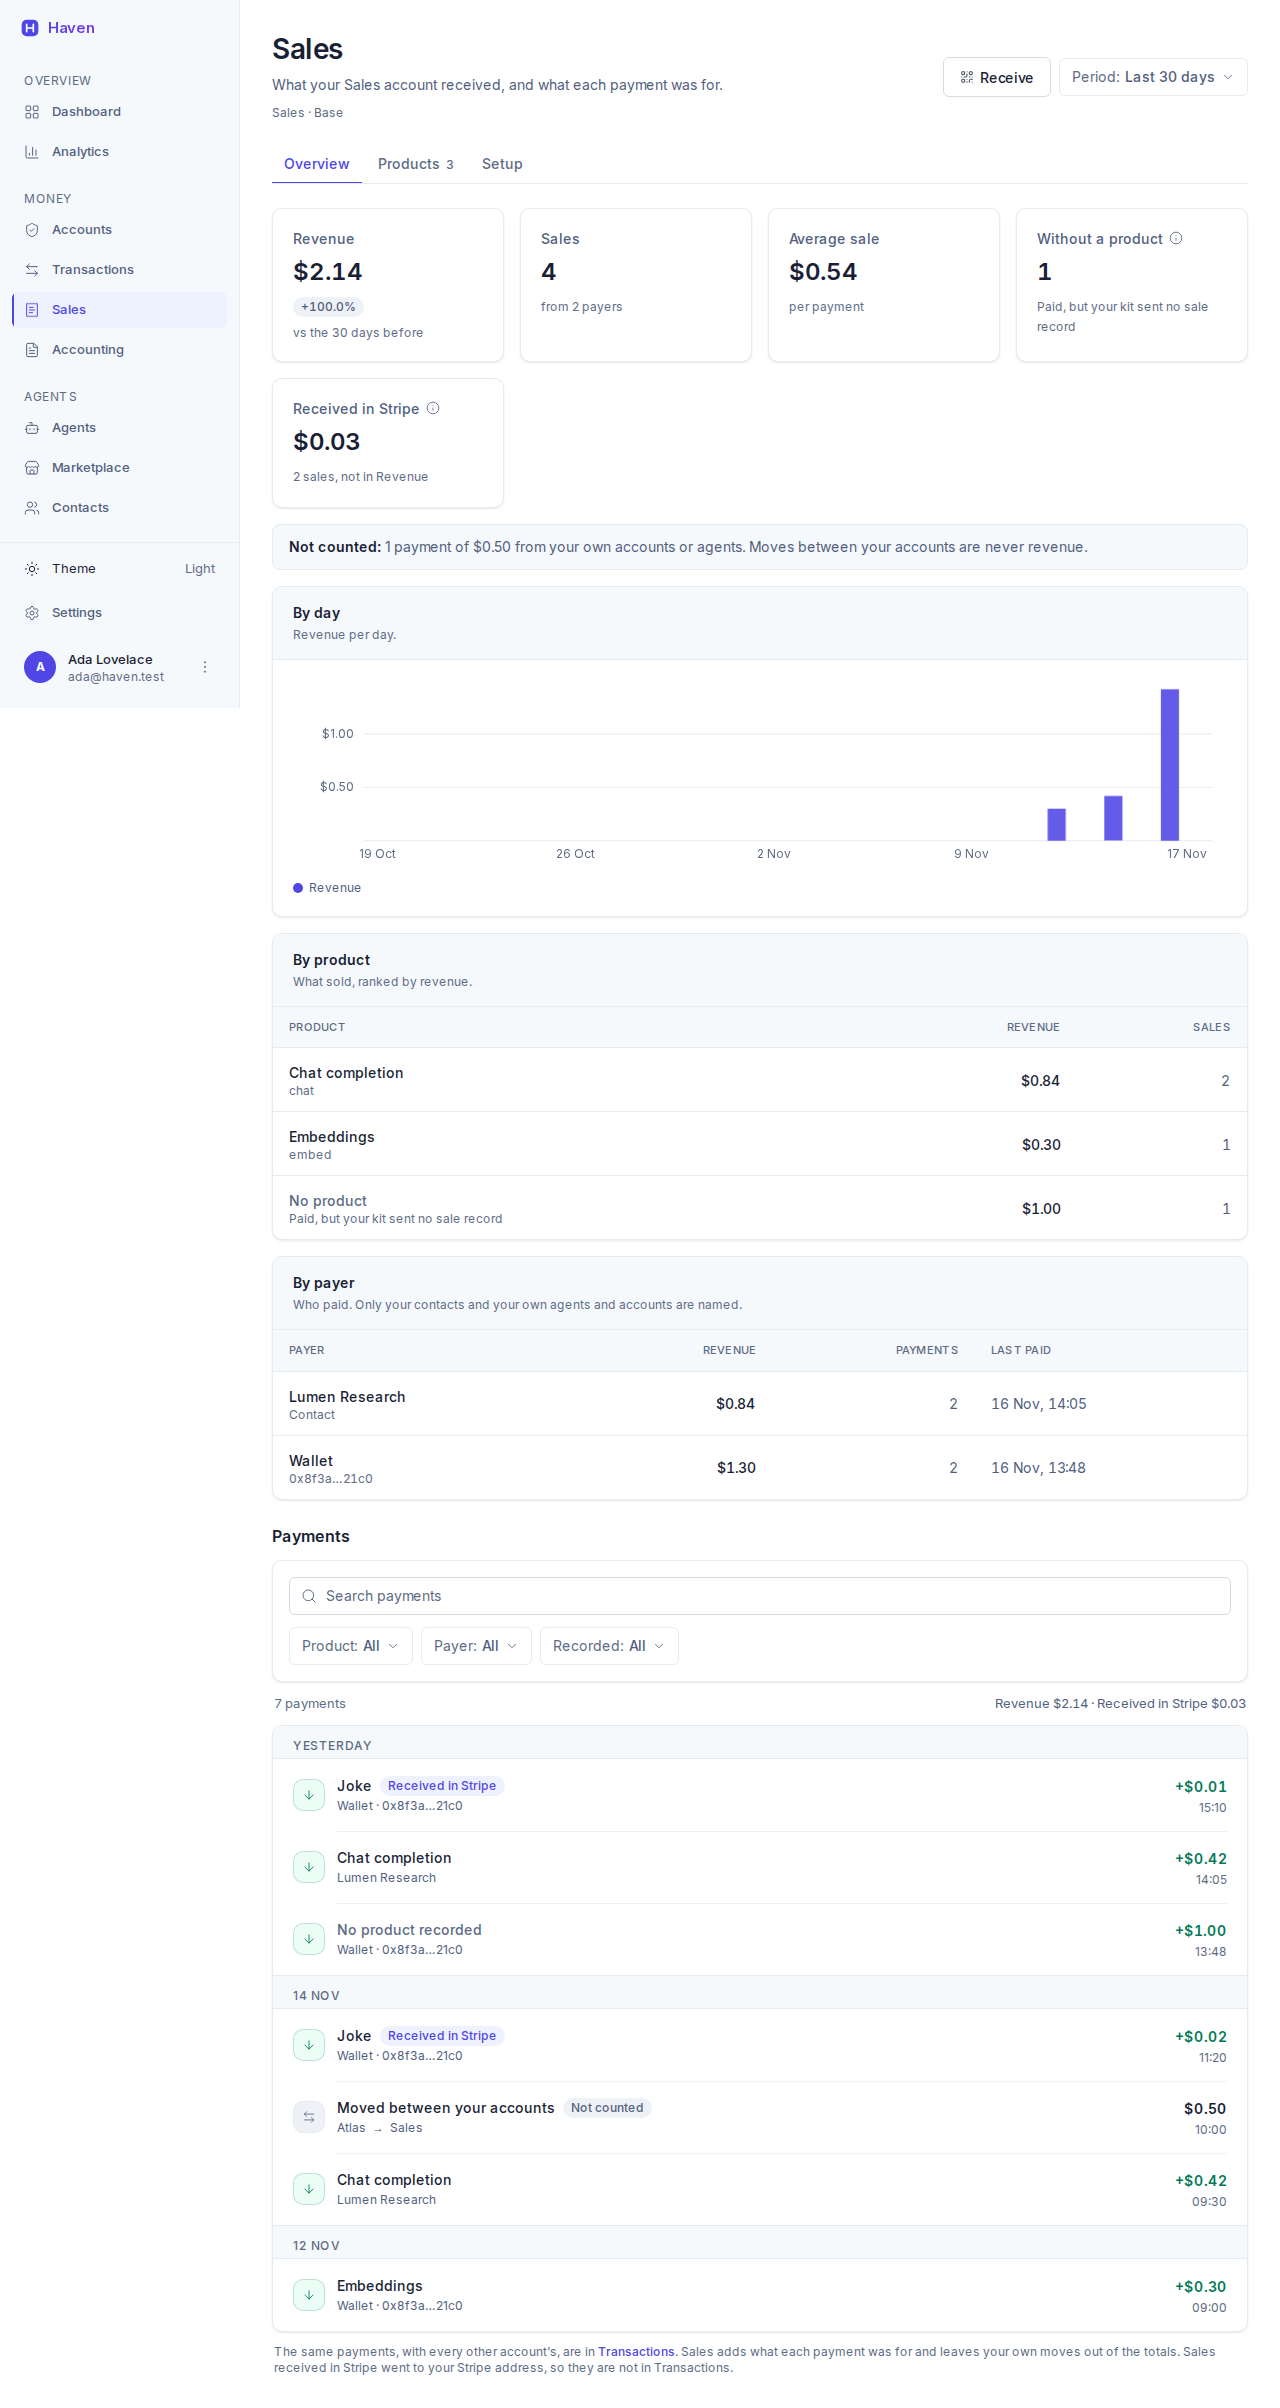 Haven
OVERVIEW
Dashboard
Analytics
MONEY
Accounts
Transactions
Sales
Accounting
AGENTS
Agents
Marketplace
Contacts
Theme Light
Settings
A
Ada Lovelace
ada@haven.test
Sales
What your Sales account received, and what each payment was for.
Sales · Base
Receive
Period: Last 30 days
Overview Products 3 Setup
Revenue
$2.14
+100.0%
vs the 30 days before
Sales
4
from 2 payers
Average sale
$0.54
per payment
Without a product
1
Paid, but your kit sent no sale
record
Received in Stripe
$0.03
2 sales, not in Revenue
Not counted: 1 payment of $0.50 from your own accounts or agents. Moves between your accounts are never revenue.
By day
Revenue per day.
$1.00
$0.50
19 Oct 26 Oct 2 Nov 9 Nov 17 Nov
Revenue
By product
What sold, ranked by revenue.
PRODUCT REVENUE SALES
Chat completion
chat
$0.84 2
Embeddings
embed
$0.30 1
No product
Paid, but your kit sent no sale record
$1.00 1
By payer
Who paid. Only your contacts and your own agents and accounts are named.
PAYER REVENUE PAYMENTS LAST PAID
Lumen Research
Contact
$0.84 2 16 Nov, 14:05
Wallet
0x8f3a...21c0
$1.30 2 16 Nov, 13:48
Payments
Search payments
Product: All Payer: All Recorded: All
7 payments Revenue $2.14 · Received in Stripe $0.03
YESTERDAY
Joke Received in Stripe +$0.01
Wallet · 0x8f3a...21c0 15:10
Chat completion +$0.42
Lumen Research 14:05
No product recorded +$1.00
Wallet · 0x8f3a...21c0 13:48
14 NOV
Joke Received in Stripe +$0.02
Wallet · 0x8f3a...21c0 11:20
Moved between your accounts Not counted $0.50
Atlas → Sales 10:00
Chat completion +$0.42
Lumen Research 09:30
12 NOV
Embeddings +$0.30
Wallet · 0x8f3a...21c0 09:00
The same payments, with every other account's, are in Transactions. Sales adds what each payment was for and leaves your own moves out of the totals. Sales
received in Stripe went to your Stripe address, so they are not in Transactions.